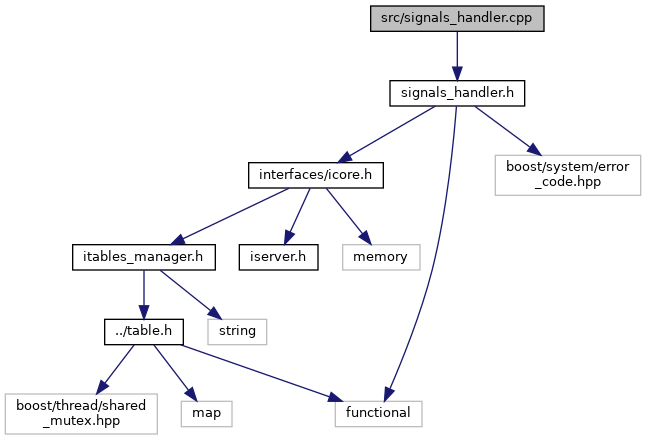 src/signals_handler.cpp
signals_handler.h
interfaces/icore.h
boost/system/error
_code.hpp
itables_manager.h
iserver.h
memory
../table.h
string
boost/thread/shared
_mutex.hpp
map
functional